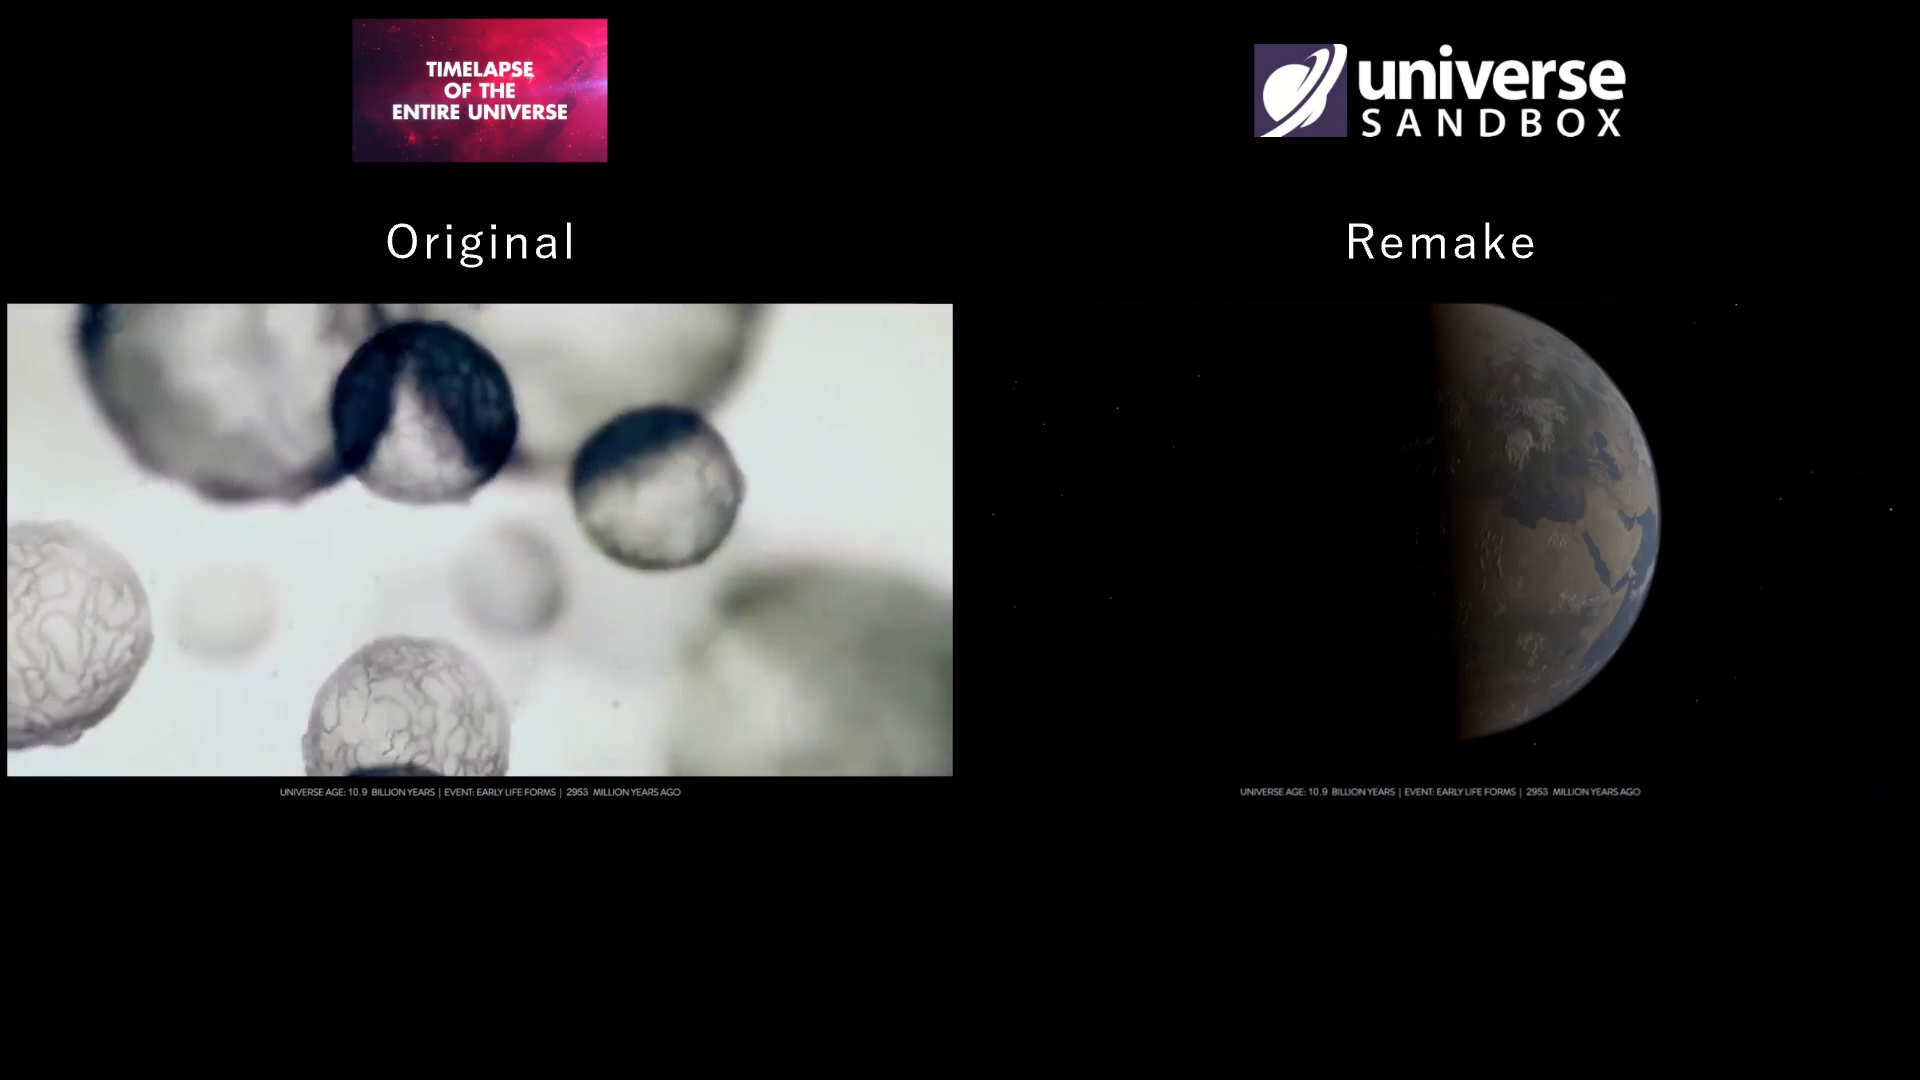 TIMELAPSE
OF THE
ENTIRE UNIVERSE
universe
SANDBOX
Original
Remake
UNIVERSE AGE: 10.9 BILLION YEARS | EVENT: EARLY LIFE FORMS | 2953 MILLION YEARS AGO
UNIVERSE AGE: 10.9 BILLION YEARS | EVENT: EARLY LIFE FORMS | 2953 MILLION YEARS AGO